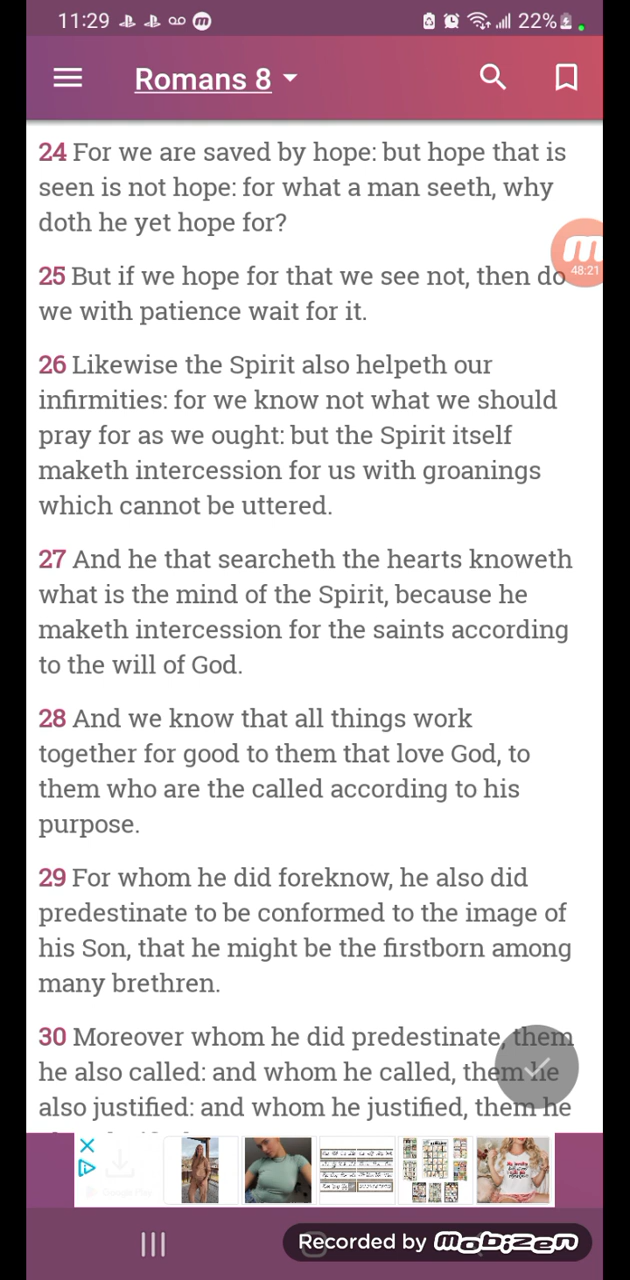 11:29
22%
Romans 8
24 For we are saved by hope: but hope that is
seen is not hope: for what a man seeth, why
doth he yet hope for?
48:21
25 But if we hope for that we see not, then do
we with patience wait for it.
26 Likewise the Spirit also helpeth our
infirmities: for we know not what we should
pray for as we ought: but the Spirit itself
maketh intercession for us with groanings
which cannot be uttered.
27 And he that searcheth the hearts knoweth
what is the mind of the Spirit, because he
maketh intercession for the saints according
to the will of God.
28 And we know that all things work
together for good to them that love God, to
them who are the called according to his
purpose.
29 For whom he did foreknow, he also did
predestinate to be conformed to the image of
his Son, that he might be the firstborn among
many brethren.
30 Moreover whom he did predestinate, them
he also called: and whom he called, them he
also justified: and whom he justified, them he
Google Play
Recorded by mobizen